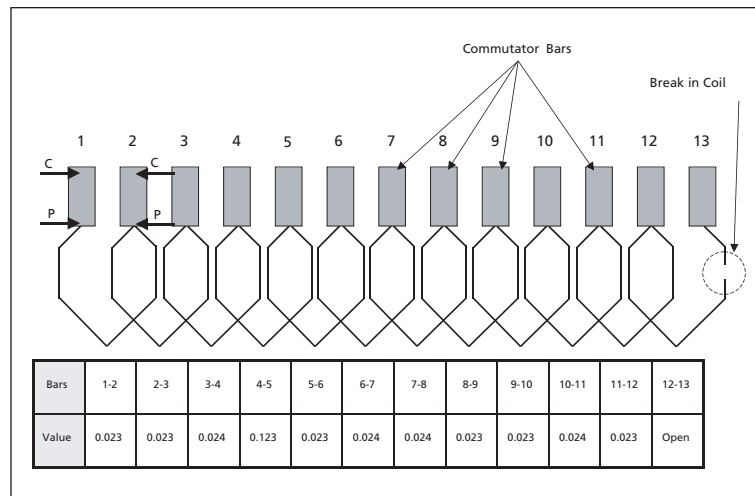 Commutator Bars
Break in Coil
1 2 3 4 5 6 7 8 9 10 11 12 13
C C
P P
Bars 1-2 2-3 3-4 4-5 5-6 6-7 7-8 8-9 9-10 10-11 11-12 12-13
Value 0.023 0.023 0.024 0.123 0.023 0.024 0.024 0.023 0.023 0.024 0.023 Open